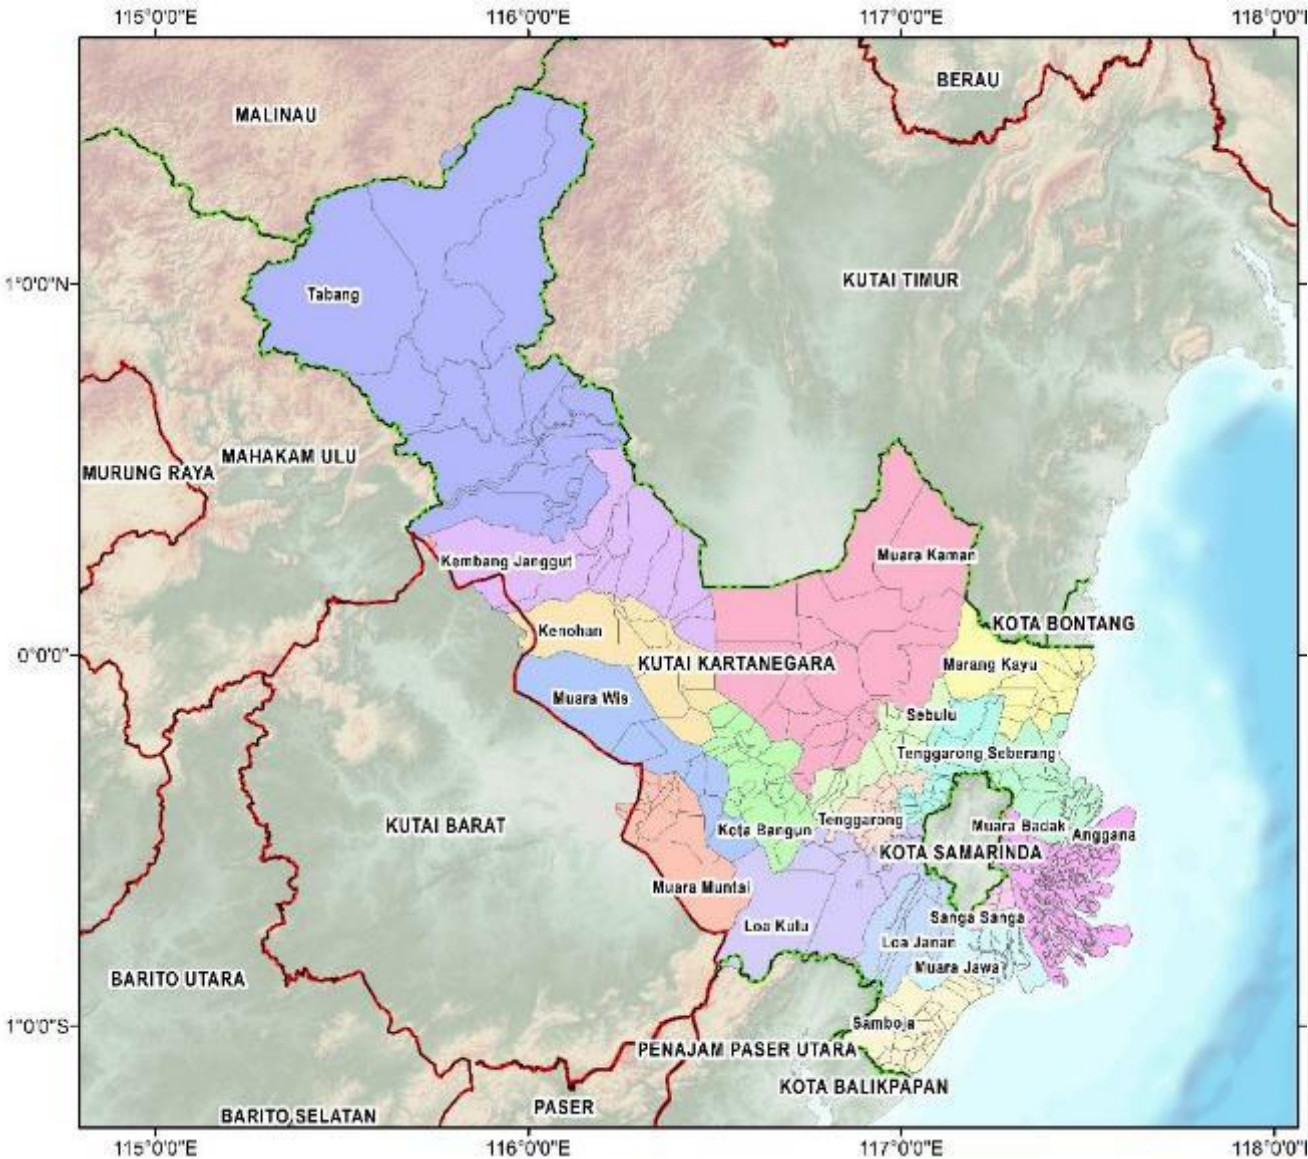 115°0'0"E 116°0'0"E 117°0'0"E 118°0'0"
BERAU
MALINAU
1°0'0"N
KUTAI TIMUR
Tabang
MAHAKAM ULU
MURUNG RAYA
Kembang Janggut
Muara Kaman
KOTA BONTANG
Kenohan
0°0'0"
KUTAI KARTANEGARA
Marang Kayu
Muara Wis
Sebulu
Tenggarong Seberang
KUTAI BARAT
Kota Bangun
Tenggarong
Muara Badak
Anggana
KOTA SAMARINDA
Muara Muntai
Sanga Sanga
Loa Kulu
Loa Janan
Muara Jawa
BARITO UTARA
1°0'0"S
Samboja
PENAJAM PASER UTARA
KOTA BALIKPAPAN
PASER
BARITO SELATAN
115°0'0"E 116°0'0"E 117°0'0"E 118°0'0"E